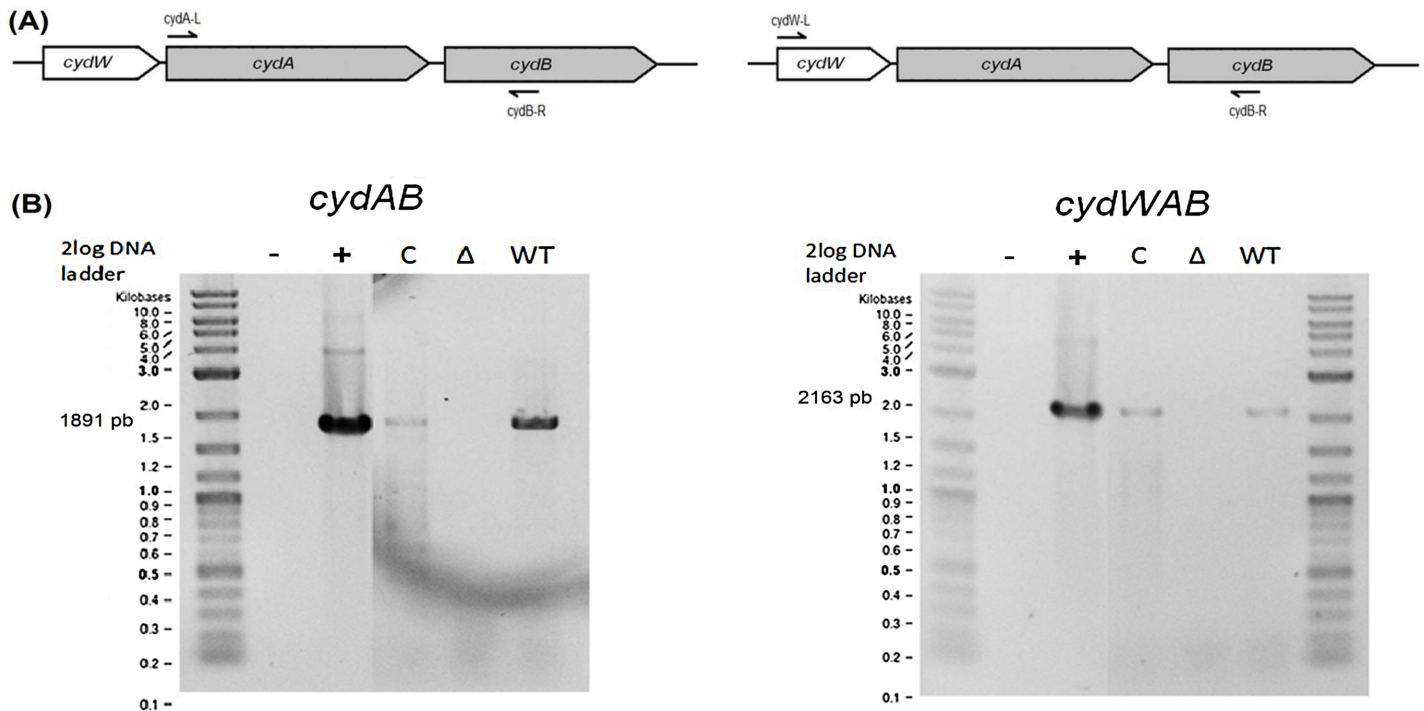 (A)
cydA-L
cydW
cydA
cydB
cydB-R
cydW-L
cydW
cydA
cydB
cydB-R
(B)
cydAB
2log DNA
ladder
- + C Δ WT
Kilobases
10.0
8.0
6.0
5.0
4.0
3.0
2.0
1.5
1.2
1.0
0.9
0.8
0.7
0.6
0.5
0.4
0.3
0.2
0.1
1891 pb
cydWAB
2log DNA
ladder
- + C Δ WT
Kilobases
10.0
8.0
6.0
5.0
4.0
3.0
2.0
1.5
1.2
1.0
0.9
0.8
0.7
0.6
0.5
0.4
0.3
0.2
0.1
2163 pb